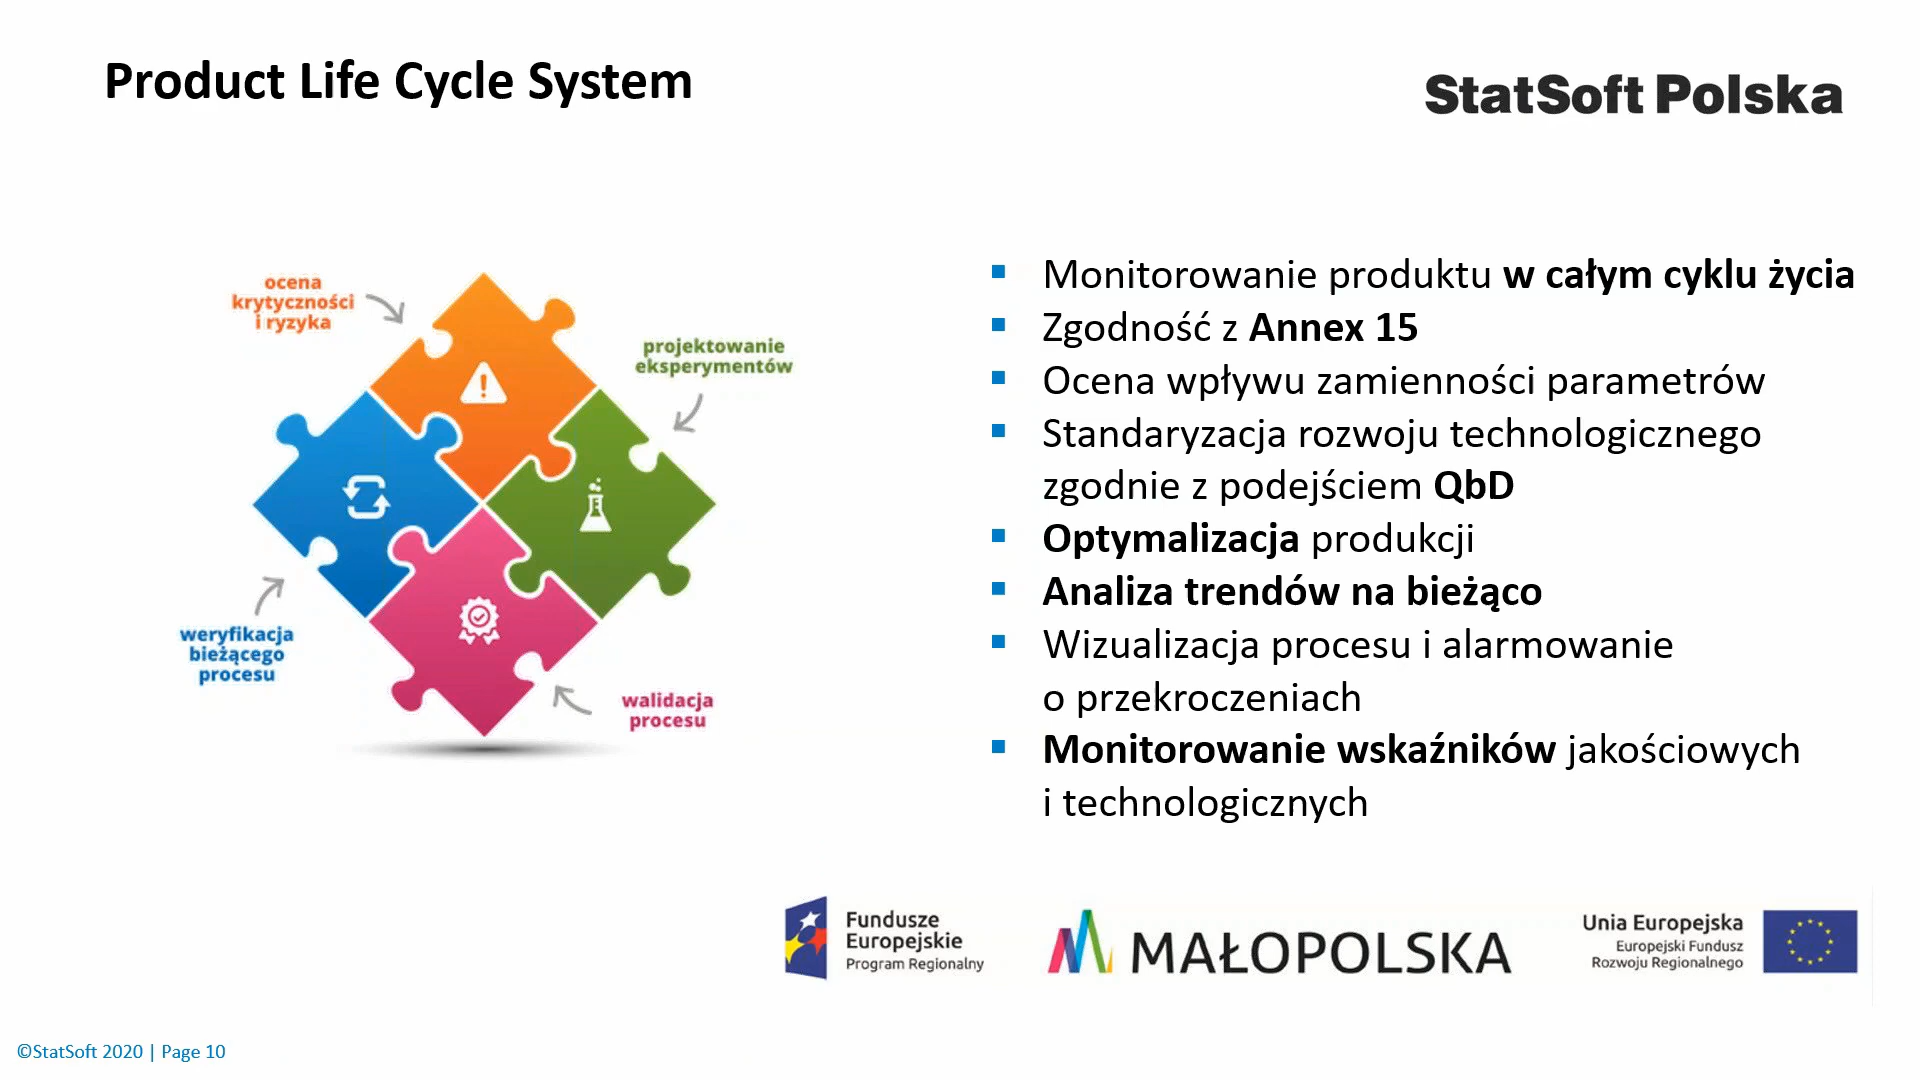 Product Life Cycle System
StatSoft Polska
ocena
krytyczności
i ryzyka
projektowanie
eksperymentów
weryfikacja
bieżącego
procesu
walidacja
procesu
Monitorowanie produktu w całym cyklu życia
Zgodność z Annex 15
Ocena wpływu zamienności parametrów
Standaryzacja rozwoju technologicznego
zgodnie z podejściem QbD
Optymalizacja produkcji
Analiza trendów na bieżąco
Wizualizacja procesu i alarmowanie
o przekroczeniach
Monitorowanie wskaźników jakościowych
i technologicznych
Fundusze
Europejskie
Program Regionalny
MAŁOPOLSKA
Unia Europejska
Europejski Fundusz
Rozwoju Regionalnego
©StatSoft 2020 | Page 10